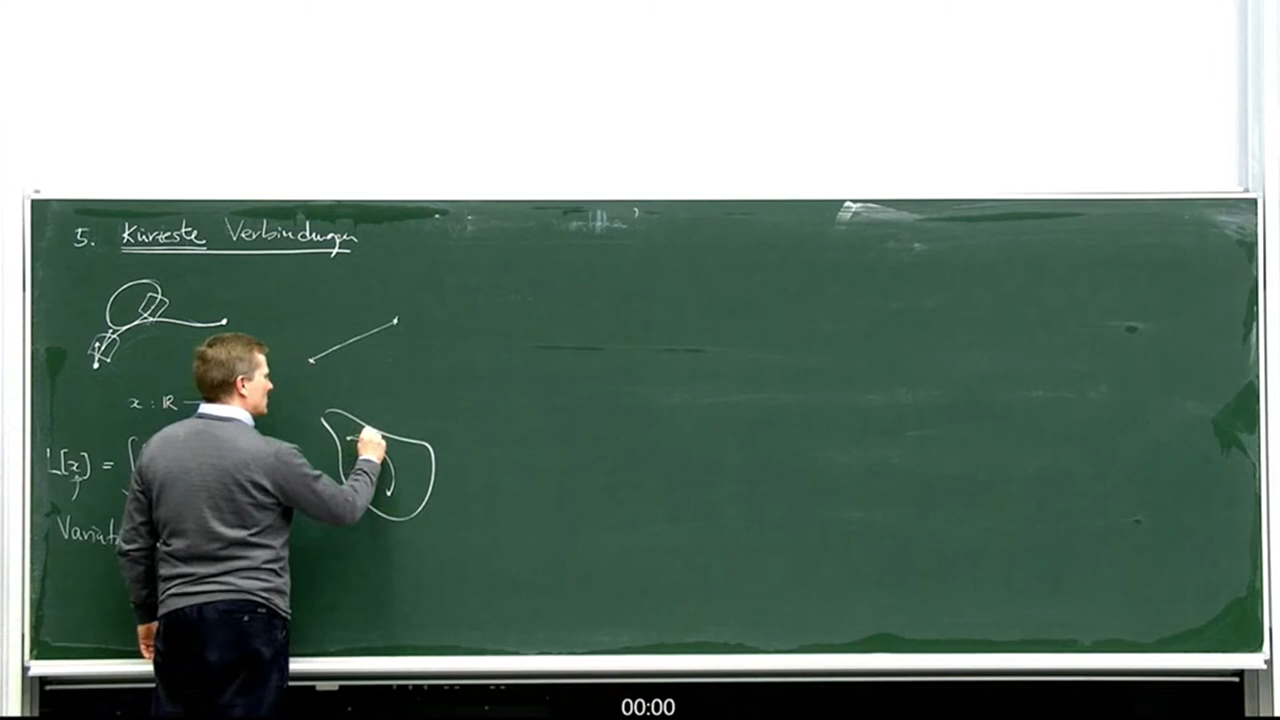 5. Kürzeste Verbindungen
x : ℝ
L[x] =
Variat
00:00